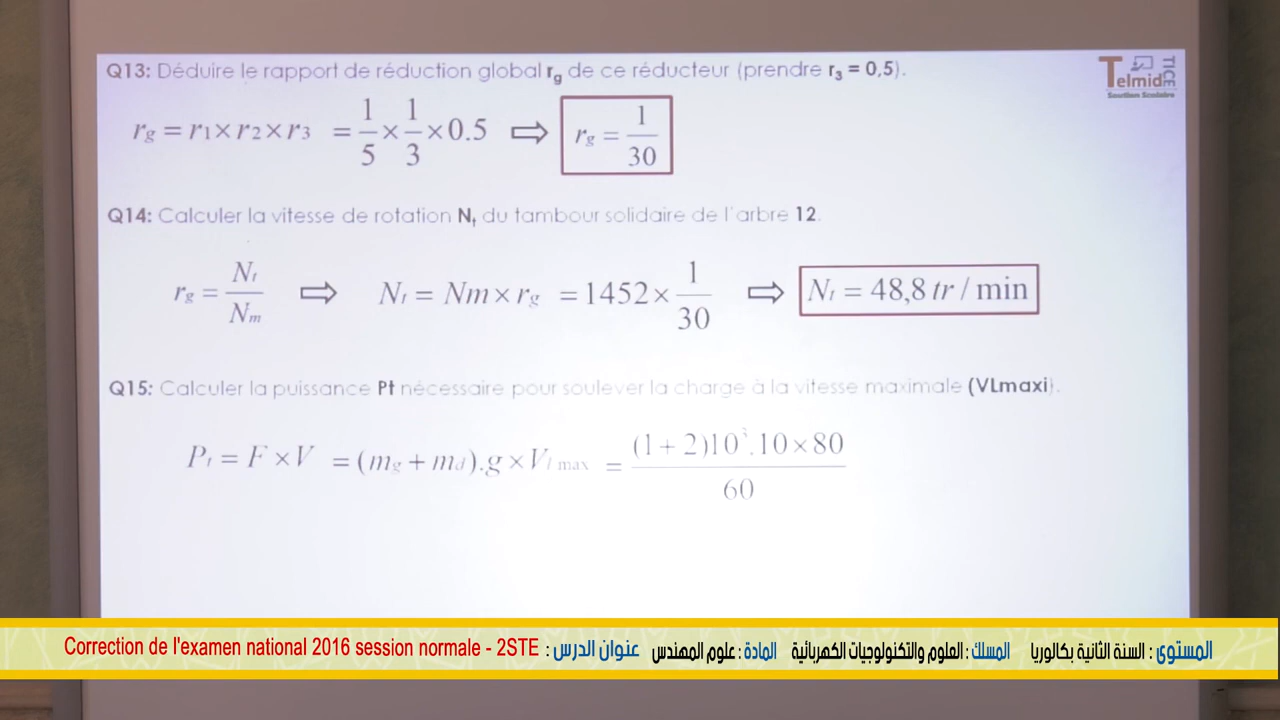 Q13: Déduire le rapport de réduction global rg de ce réducteur (prendre r3 = 0,5).
Telmid TICE
Soutien Scolaire
rg = r1 × r2 × r3 = 1/5 × 1/3 × 0.5 ⇒ rg = 1/30
Q14: Calculer la vitesse de rotation Nt du tambour solidaire de l'arbre 12.
rg = Nt/Nm ⇒ Nt = Nm × rg = 1452 × 1/30 ⇒ Nt = 48,8 tr / min
Q15: Calculer la puissance Pt nécessaire pour soulever la charge à la vitesse maximale (VLmaxi).
Pt = F × V = (mg + md).g × Vl max = (1 + 2)10³.10 × 80 / 60
المستوى : السنة الثانية بكالوريا المسلك : العلوم والتكنولوجيات الكهربائية المادة : علوم المهندس عنوان الدرس : Correction de l'examen national 2016 session normale - 2STE